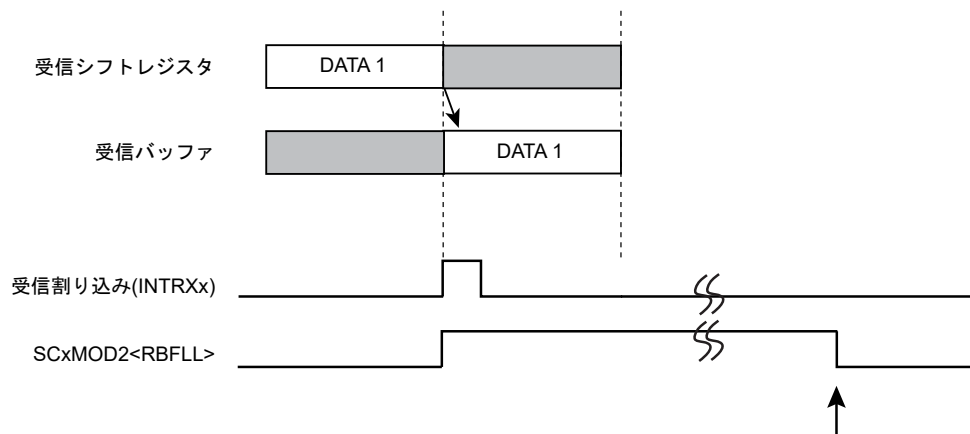 受信シフトレジスタ
DATA 1
受信バッファ
DATA 1
受信割り込み(INTRXx)
SCxMOD2<RBFLL>